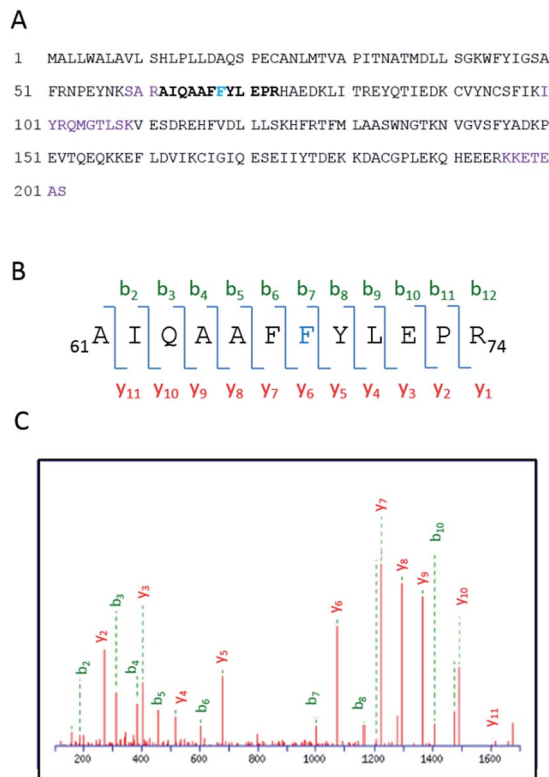 A
1 MALLWALAVL SHLPLLDAQS PECANLMTVA PITNATMDLL SGKWFYIGSA
51 FRNPEYNKSA RAIQAAFFYL EPRHAEDKLI TREYQTIEDK CVYNCSFIKI
101 YRQMGTLSKV ESDREHFVDL LLSKHFRTFM LAASWNGTKN VGVSFYADKP
151 EVTQEQKKEF LDVIKCIGIQ ESEIIYTDEK KDACGPLEKQ HEEERKKETE
201 AS
B
b2 b3 b4 b5 b6 b7 b8 b9 b10 b11 b12
61 A I Q A A F F Y L E P R 74
y11 y10 y9 y8 y7 y6 y5 y4 y3 y2 y1
C
b2 y2 b3 b4 y3 b5 y4 b6 y5 b7 y6 b8 y7 y8 y9 b10 y10 y11
200 400 600 800 1000 1200 1400 1600